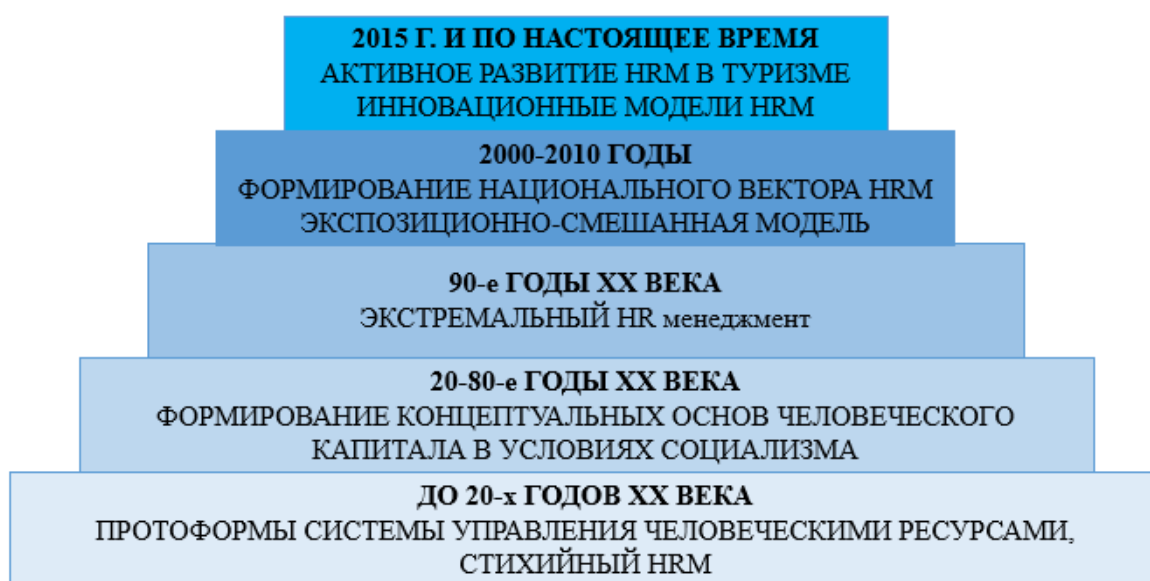 2015 Г. И ПО НАСТОЯЩЕЕ ВРЕМЯ
АКТИВНОЕ РАЗВИТИЕ HRM В ТУРИЗМЕ
ИННОВАЦИОННЫЕ МОДЕЛИ HRM
2000-2010 ГОДЫ
ФОРМИРОВАНИЕ НАЦИОНАЛЬНОГО ВЕКТОРА HRM
ЭКСПОЗИЦИОННО-СМЕШАННАЯ МОДЕЛЬ
90-е ГОДЫ XX ВЕКА
ЭКСТРЕМАЛЬНЫЙ HR менеджмент
20-80-е ГОДЫ XX ВЕКА
ФОРМИРОВАНИЕ КОНЦЕПТУАЛЬНЫХ ОСНОВ ЧЕЛОВЕЧЕСКОГО
КАПИТАЛА В УСЛОВИЯХ СОЦИАЛИЗМА
ДО 20-х ГОДОВ XX ВЕКА
ПРОТОФОРМЫ СИСТЕМЫ УПРАВЛЕНИЯ ЧЕЛОВЕЧЕСКИМИ РЕСУРСАМИ,
СТИХИЙНЫЙ HRM